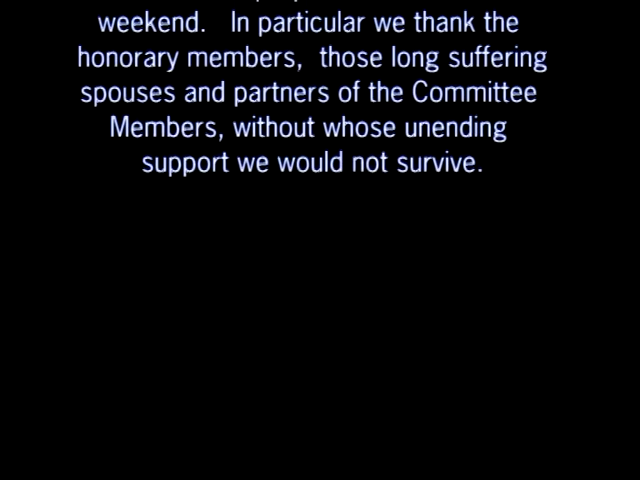 weekend.   In particular we thank the
honorary members,  those long suffering
spouses and partners of the Committee
Members, without whose unending
support we would not survive.